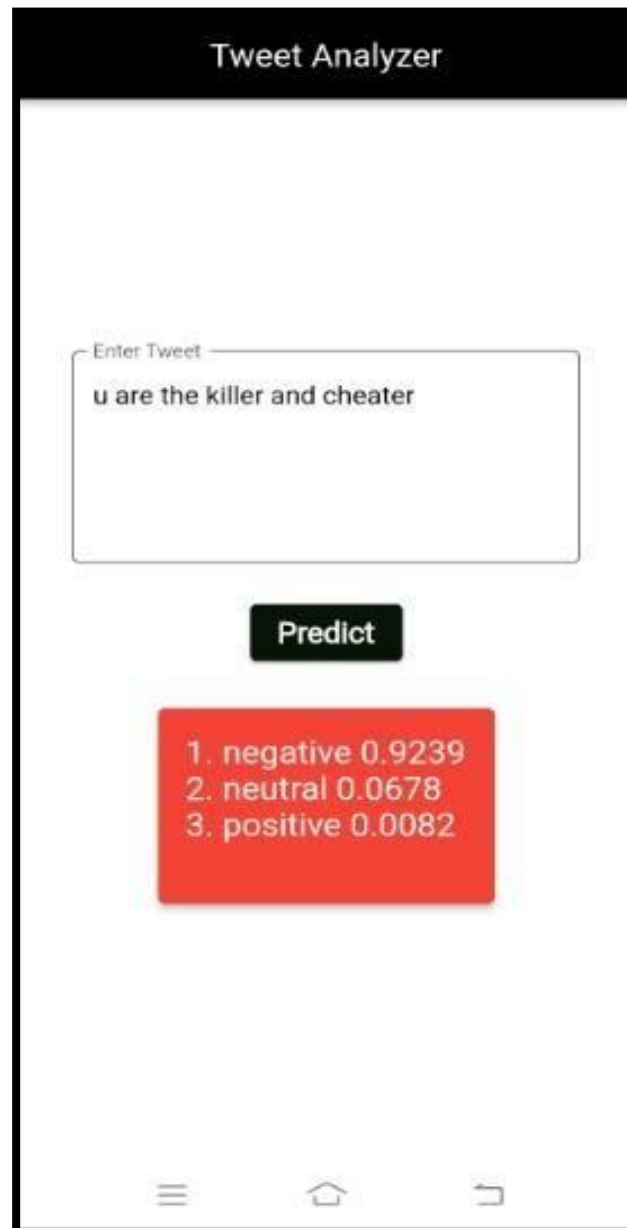 Tweet Analyzer
Enter Tweet
u are the killer and cheater
Predict
1. negative 0.9239
2. neutral 0.0678
3. positive 0.0082